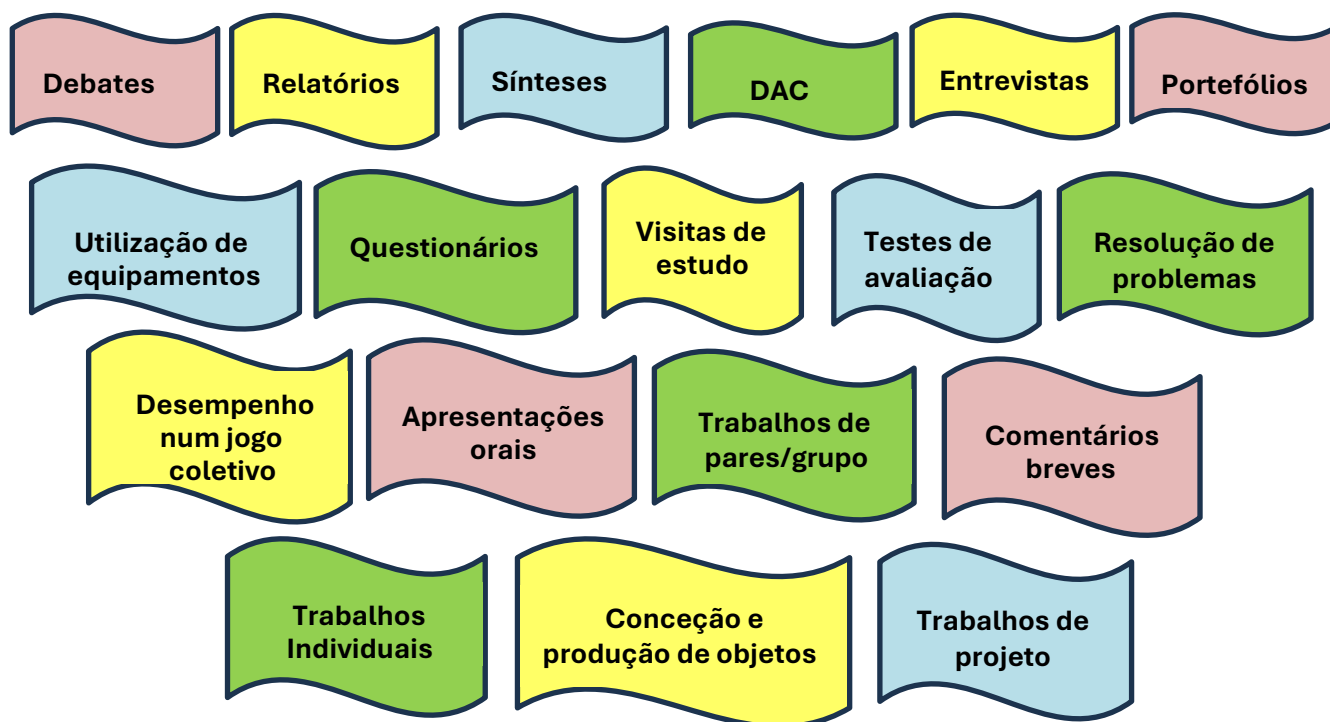 Debates
Relatórios
Sínteses
DAC
Entrevistas
Portefólios
Utilização de
equipamentos
Questionários
Visitas de
estudo
Testes de
avaliação
Resolução de
problemas
Desempenho
num jogo
coletivo
Apresentações
orais
Trabalhos de
pares/grupo
Comentários
breves
Trabalhos
Individuais
Conceção e
produção de objetos
Trabalhos de
projeto